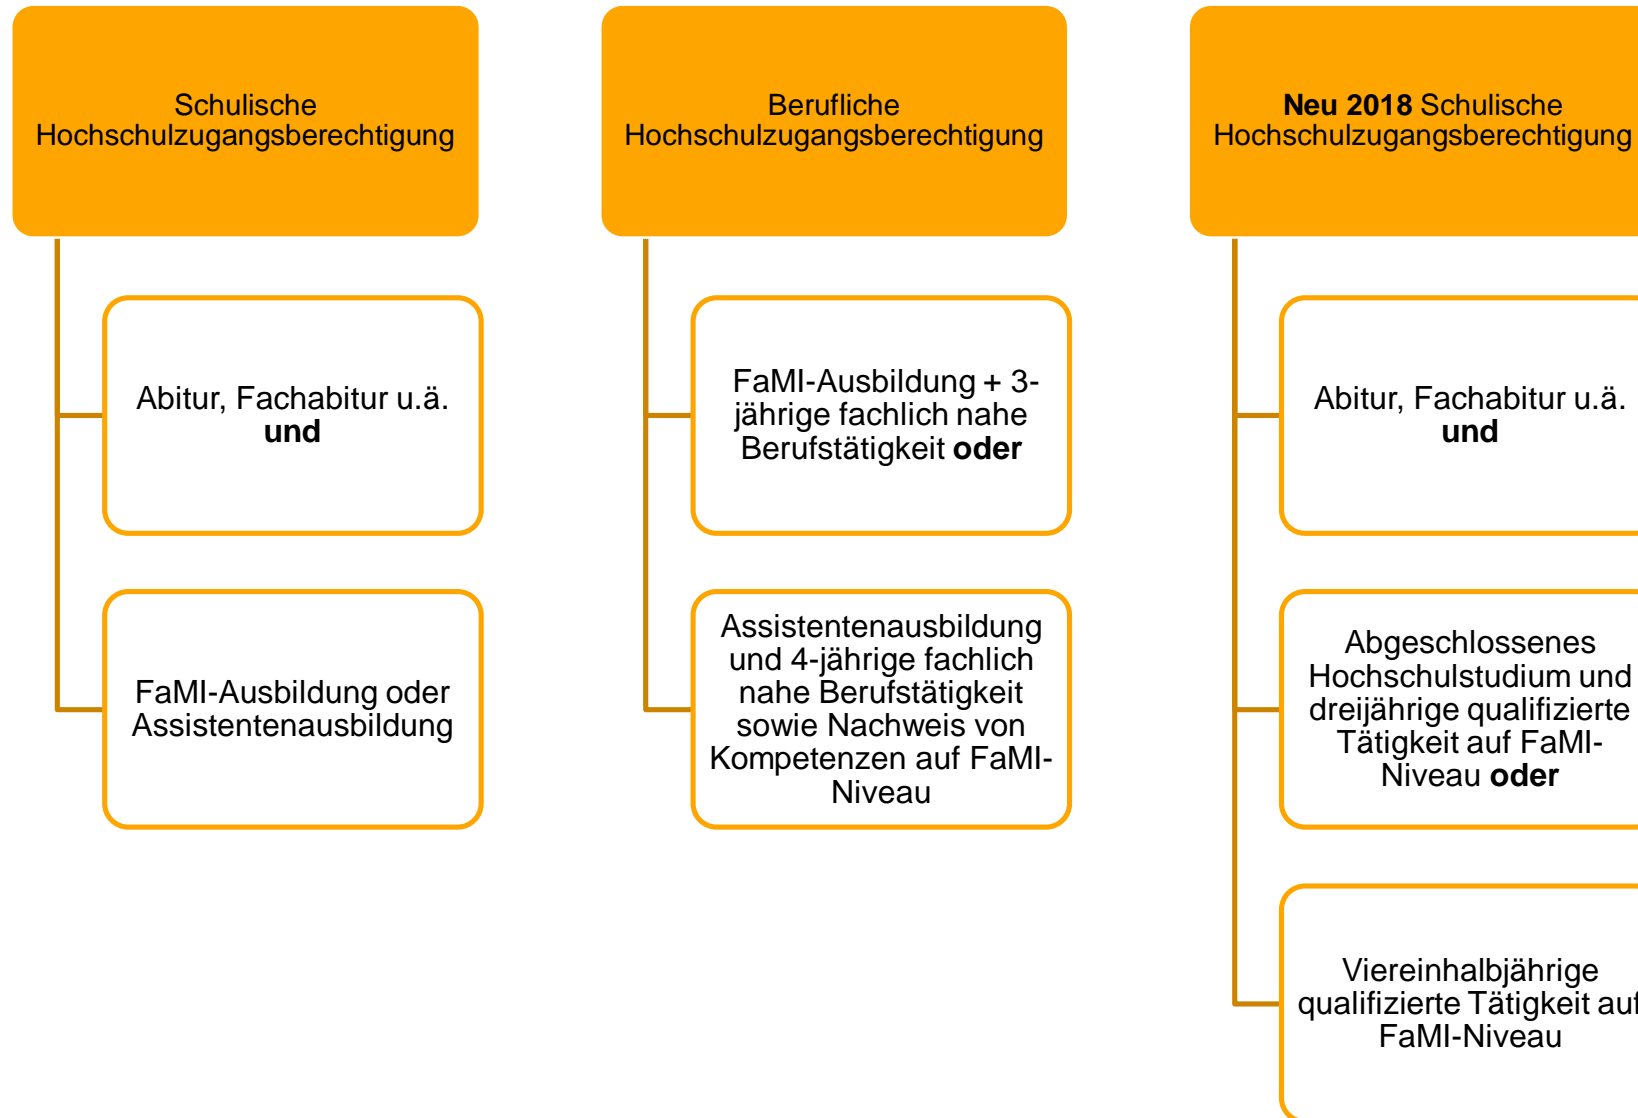 Schulische
Hochschulzugangsberechtigung
Abitur, Fachabitur u.ä.
und
FaMI-Ausbildung oder
Assistentenausbildung
Berufliche
Hochschulzugangsberechtigung
FaMI-Ausbildung + 3-
jährige fachlich nahe
Berufstätigkeit oder
Assistentenausbildung
und 4-jährige fachlich
nahe Berufstätigkeit
sowie Nachweis von
Kompetenzen auf FaMI-
Niveau
Neu 2018 Schulische
Hochschulzugangsberechtigung
Abitur, Fachabitur u.ä.
und
Abgeschlossenes
Hochschulstudium und
dreijährige qualifizierte
Tätigkeit auf FaMI-
Niveau oder
Viereinhalbjährige
qualifizierte Tätigkeit auf
FaMI-Niveau